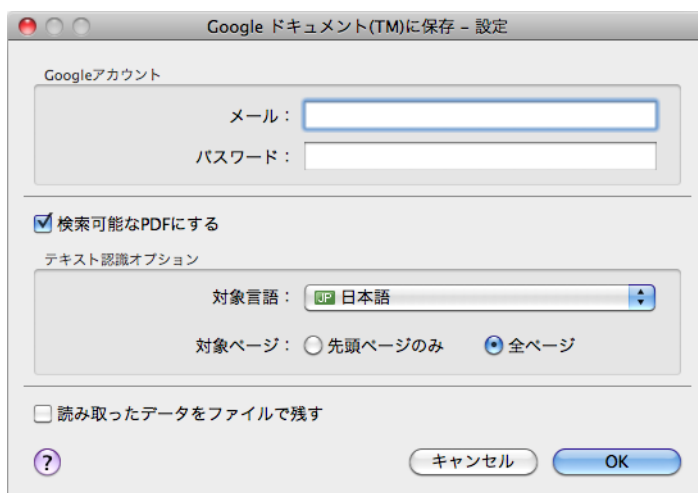 Google ドキュメント(TM)に保存 – 設定
Googleアカウント
メール：
パスワード：
検索可能なPDFにする
テキスト認識オプション
対象言語： JP 日本語
対象ページ： 先頭ページのみ 全ページ
読み取ったデータをファイルで残す
? キャンセル OK